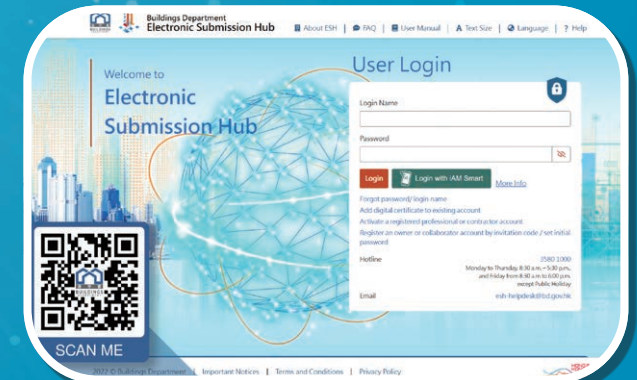 Buildings Department
Electronic Submission Hub
About ESH | FAQ | User Manual | A Text Size | Language | ? Help
Welcome to
Electronic
Submission Hub
User Login
Login Name
Password
Login
Login with iAM Smart
More Info
Forgot password/ login name
Add digital certificate to existing account
Activate a registered professional or contractor account
Register an owner or collaborator account by invitation code / set initial
password
Hotline
3580 1000
Monday to Thursday, 8:30 a.m. – 5:30 p.m.,
and Friday from 8:30 a.m to 6:00 p.m.
except Public Holiday
Email
esh-helpdesk@bd.gov.hk
BUILDINGS
SCAN ME
2022 © Buildings Department | Important Notices | Terms and Conditions | Privacy Policy